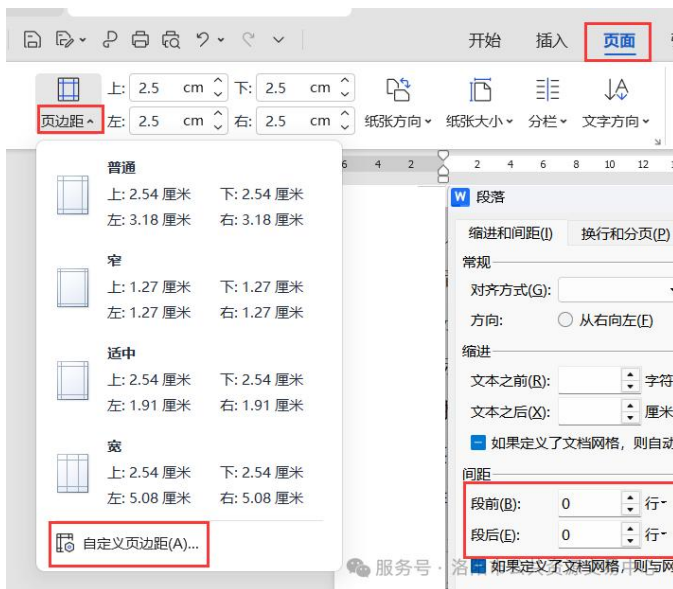 开始 插入 页面
上: 2.5 cm 下: 2.5 cm
页边距 左: 2.5 cm 右: 2.5 cm 纸张方向 纸张大小 分栏 文字方向
6 4 2 2 4 6 8 10 12
普通
上: 2.54 厘米 下: 2.54 厘米
左: 3.18 厘米 右: 3.18 厘米
窄
上: 1.27 厘米 下: 1.27 厘米
左: 1.27 厘米 右: 1.27 厘米
适中
上: 2.54 厘米 下: 2.54 厘米
左: 1.91 厘米 右: 1.91 厘米
宽
上: 2.54 厘米 下: 2.54 厘米
左: 5.08 厘米 右: 5.08 厘米
自定义页边距(A)...
W 段落
缩进和间距(I) 换行和分页(P)
常规
对齐方式(G):
方向: 从右向左(F)
缩进
文本之前(R): 字符
文本之后(X): 厘米
如果定义了文档网格，则自动
间距
段前(B): 0 行
段后(E): 0 行
如果定义了文档网格，则与网
服务号 · 洛